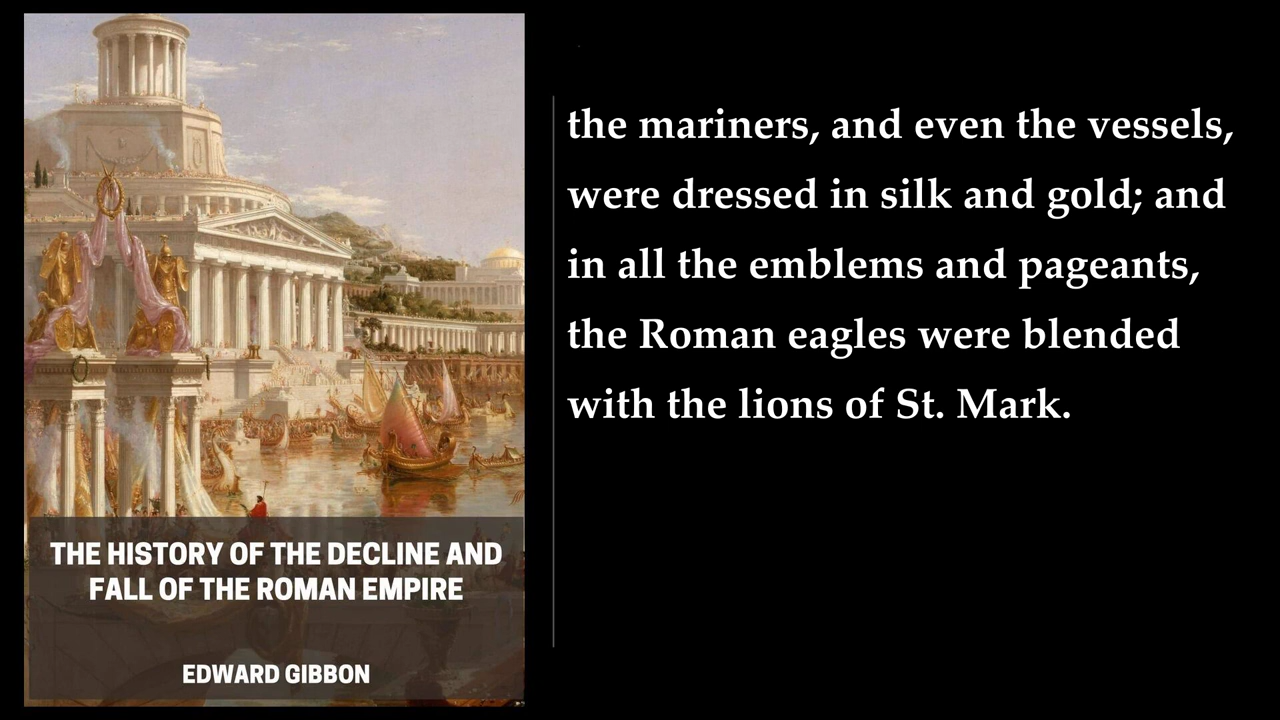 THE HISTORY OF THE DECLINE AND
FALL OF THE ROMAN EMPIRE
EDWARD GIBBON
the mariners, and even the vessels,
were dressed in silk and gold; and
in all the emblems and pageants,
the Roman eagles were blended
with the lions of St. Mark.